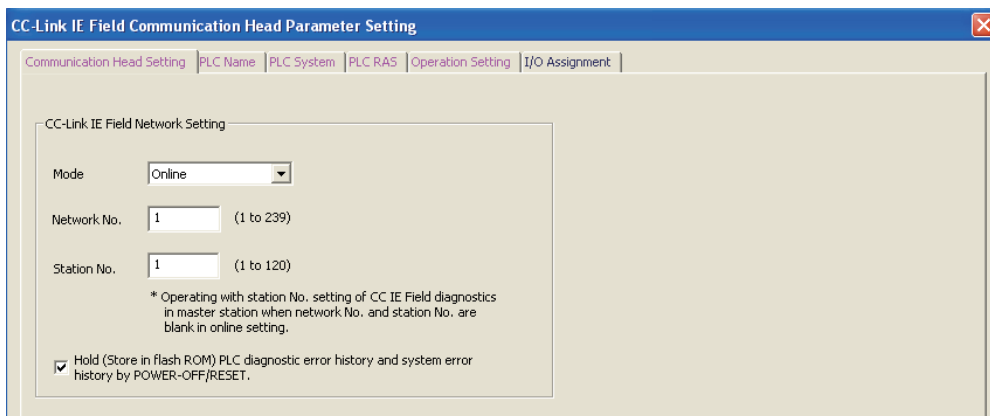 CC-Link IE Field Communication Head Parameter Setting
Communication Head Setting PLC Name PLC System PLC RAS Operation Setting I/O Assignment
CC-Link IE Field Network Setting
Mode Online
Network No. 1 (1 to 239)
Station No. 1 (1 to 120)
* Operating with station No. setting of CC IE Field diagnostics
in master station when network No. and station No. are
blank in online setting.
Hold (Store in flash ROM) PLC diagnostic error history and system error
history by POWER-OFF/RESET.